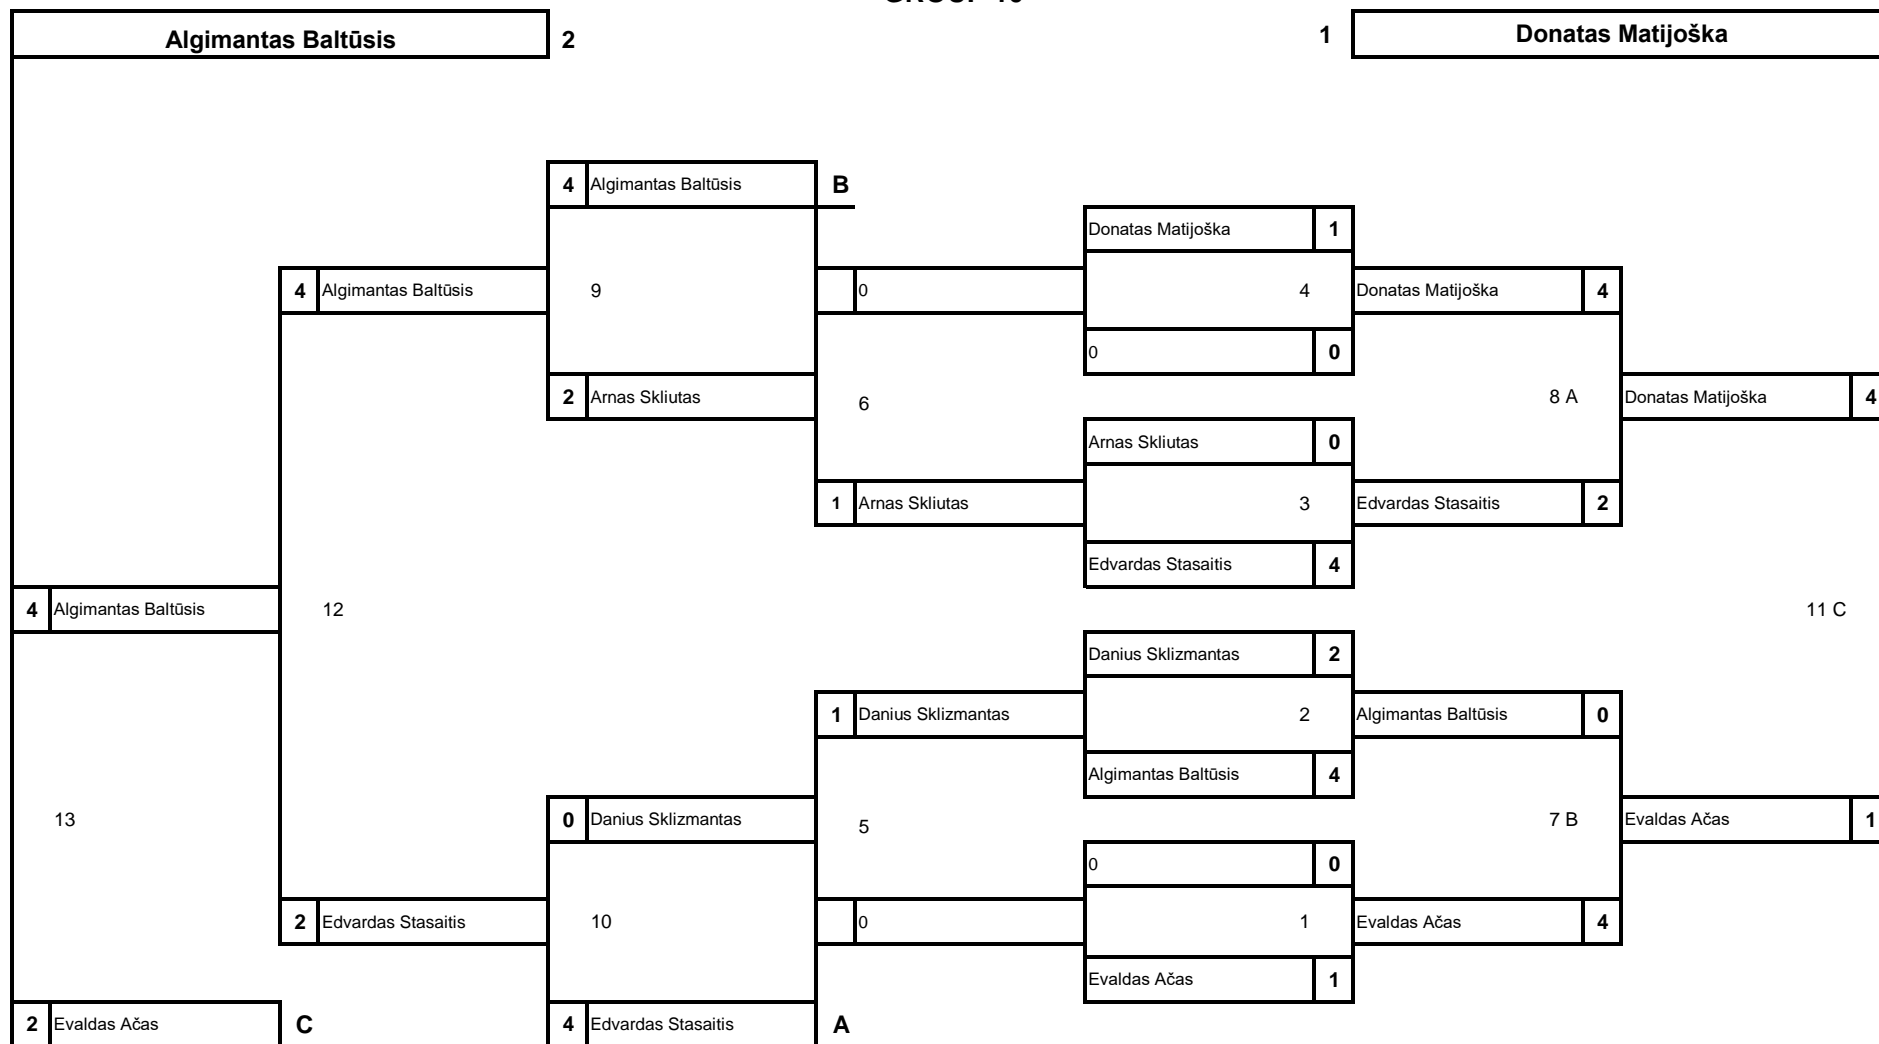 Algimantas Baltūsis 2 1 Donatas Matijoška
4 Algimantas Baltūsis B
Donatas Matijoška 1
4 Algimantas Baltūsis 9 0 4 Donatas Matijoška 4
0 0
2 Arnas Skliutas 6 8 A Donatas Matijoška 4
Arnas Skliutas 0
1 Arnas Skliutas 3 Edvardas Stasaitis 2
Edvardas Stasaitis 4
4 Algimantas Baltūsis 12 11 C
Danius Sklizmantas 2
1 Danius Sklizmantas 2 Algimantas Baltūsis 0
Algimantas Baltūsis 4
13 0 Danius Sklizmantas 5 7 B Evaldas Ačas 1
0 0
2 Edvardas Stasaitis 10 0 1 Evaldas Ačas 4
Evaldas Ačas 1
2 Evaldas Ačas C 4 Edvardas Stasaitis A